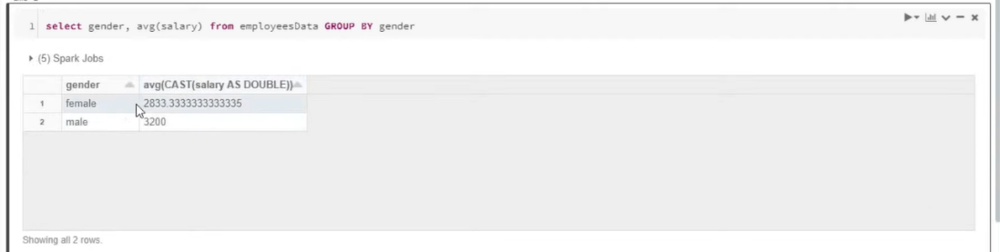 1 select gender, avg(salary) from employeesData GROUP BY gender
(5) Spark Jobs
gender avg(CAST(salary AS DOUBLE))
1 female 2833.3333333333335
2 male 3200
Showing all 2 rows.